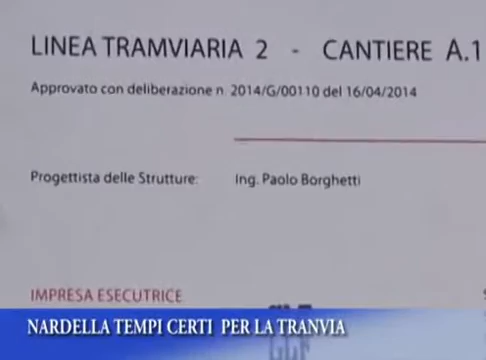 LINEA TRAMVIARIA 2 - CANTIERE A.1
Approvato con deliberazione n. 2014/G/00110 del 16/04/2014
Progettista delle Strutture: Ing. Paolo Borghetti
IMPRESA ESECUTRICE
NARDELLA TEMPI CERTI PER LA TRANVIA